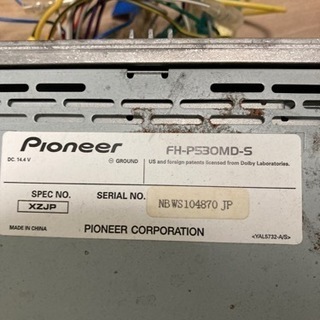 Pioneer
FH-P530MD-S
DC. 14.4 V
GROUND
US and foreign patents licensed from Dolby Laboratories.
SPEC NO.
XZJP
SERIAL NO.
NBWS104870 JP
MADE IN CHINA
PIONEER CORPORATION
<YAL5732-A/S>